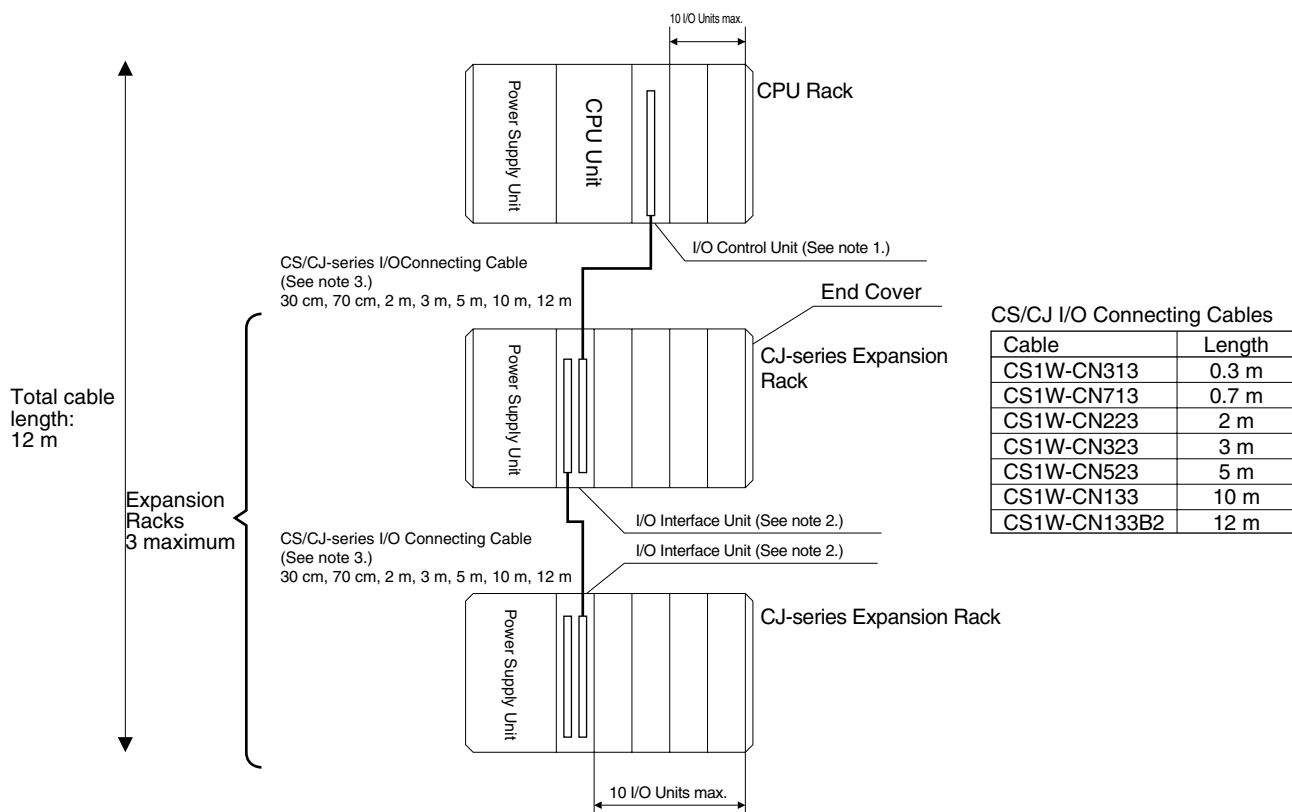 10 I/O Units max.
Power Supply Unit
CPU Unit
CPU Rack
I/O Control Unit (See note 1.)
CS/CJ-series I/OConnecting Cable
(See note 3.)
30 cm, 70 cm, 2 m, 3 m, 5 m, 10 m, 12 m
End Cover
Power Supply Unit
CJ-series Expansion
Rack
Total cable
length:
12 m
Expansion
Racks
3 maximum
I/O Interface Unit (See note 2.)
CS/CJ-series I/O Connecting Cable
(See note 3.)
30 cm, 70 cm, 2 m, 3 m, 5 m, 10 m, 12 m
I/O Interface Unit (See note 2.)
Power Supply Unit
CJ-series Expansion Rack
10 I/O Units max.
CS/CJ I/O Connecting Cables
Cable Length
CS1W-CN313 0.3 m
CS1W-CN713 0.7 m
CS1W-CN223 2 m
CS1W-CN323 3 m
CS1W-CN523 5 m
CS1W-CN133 10 m
CS1W-CN133B2 12 m